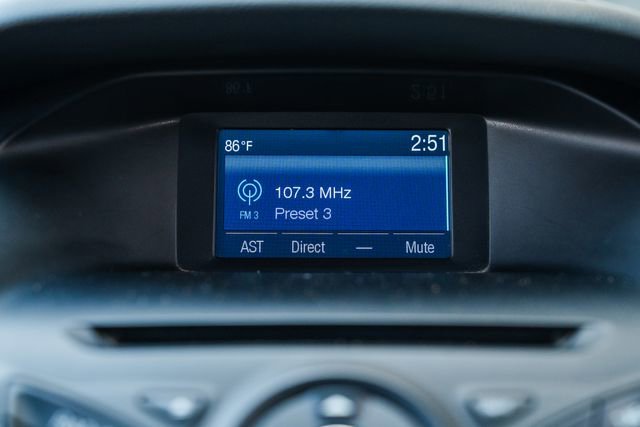 86°F 2:51
107.3 MHz
FM 3 Preset 3
AST Direct — Mute